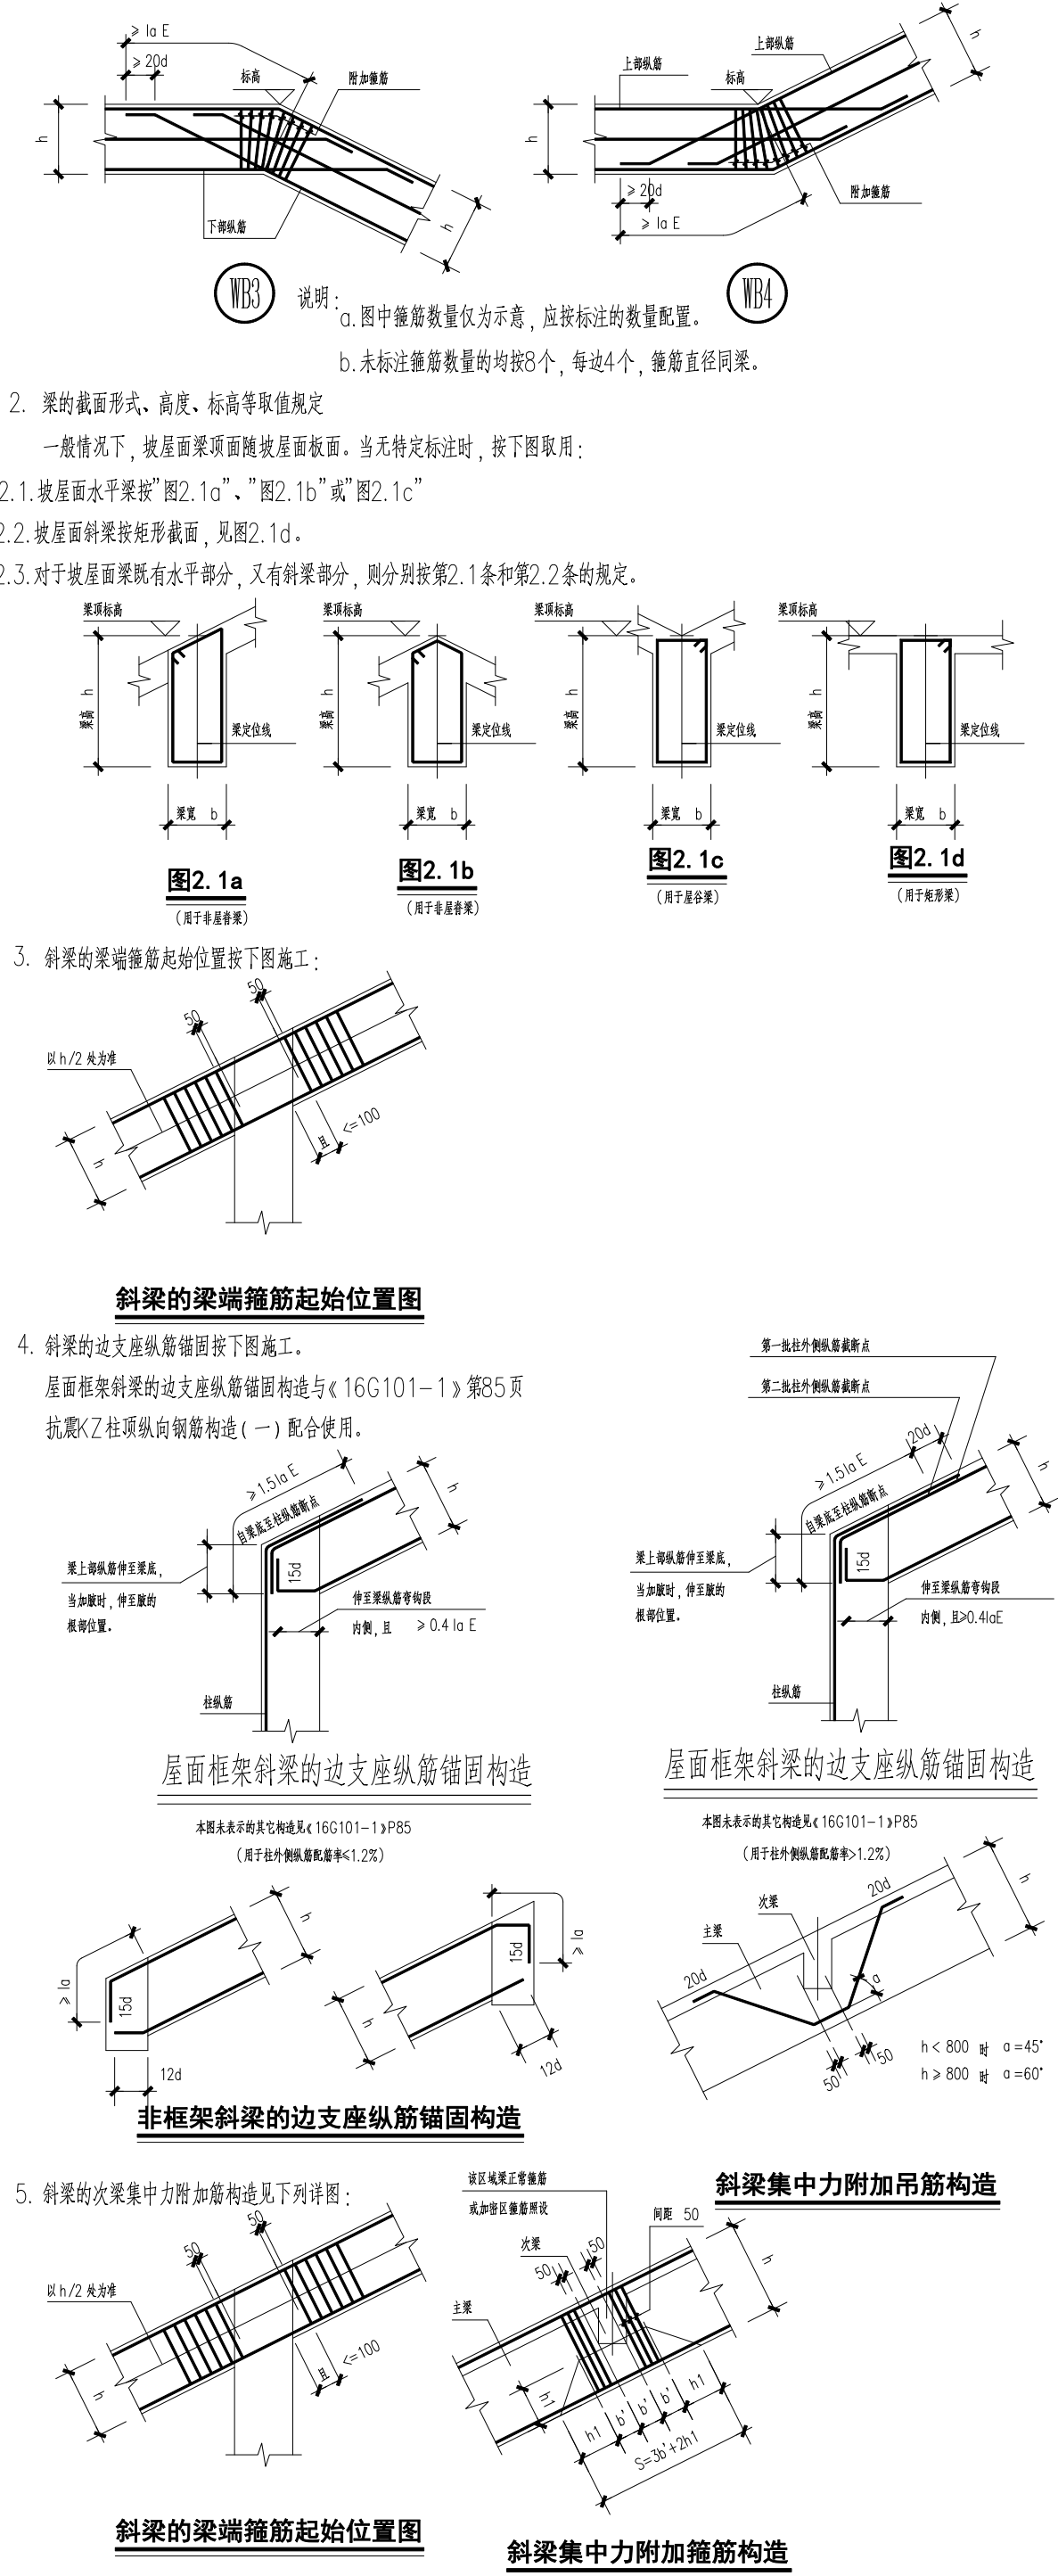 ≥ la E
≥ 20d
标高
附加箍筋
h
下部纵筋
h
WB3
上部纵筋
上部纵筋
标高
h
h
≥ 20d
≥ la E
附加箍筋
WB4
说明：
a.图中箍筋数量仅为示意，应按标注的数量配置。
b.未标注箍筋数量的均按8个，每边4个，箍筋直径同梁。
2. 梁的截面形式、高度、标高等取值规定
一般情况下，坡屋面梁顶面随坡屋面板面。当无特定标注时，按下图取用：
2.1.坡屋面水平梁按"图2.1a"、"图2.1b"或"图2.1c"
2.2.坡屋面斜梁按矩形截面，见图2.1d。
2.3.对于坡屋面梁既有水平部分，又有斜梁部分，则分别按第2.1条和第2.2条的规定。
梁顶标高
梁高 h
梁定位线
梁宽 b
图2.1a
（用于非屋脊梁）
梁顶标高
梁高 h
梁定位线
梁宽 b
图2.1b
（用于非屋脊梁）
梁顶标高
梁高 h
梁定位线
梁宽 b
图2.1c
（用于屋谷梁）
梁顶标高
梁高 h
梁定位线
梁宽 b
图2.1d
（用于矩形梁）
3. 斜梁的梁端箍筋起始位置按下图施工：
50
50
以h/2 处为准
h
且
<=100
斜梁的梁端箍筋起始位置图
4. 斜梁的边支座纵筋锚固按下图施工。
屋面框架斜梁的边支座纵筋锚固构造与《16G101-1》第85页
抗震KZ柱顶纵向钢筋构造(一)配合使用。
≥1.5la E
自梁底至柱纵筋断点
h
梁上部纵筋伸至梁底，
当加腋时，伸至腋的
根部位置。
15d
伸至梁纵筋弯钩段
内侧，且 ≥0.4 la E
柱纵筋
屋面框架斜梁的边支座纵筋锚固构造
本图未表示的其它构造见《16G101-1》P85
（用于柱外侧纵筋配筋率≤1.2%）
第一批柱外侧纵筋截断点
第二批柱外侧纵筋截断点
20d
≥1.5la E
自梁底至柱纵筋断点
h
梁上部纵筋伸至梁底，
当加腋时，伸至腋的
根部位置。
15d
伸至梁纵筋弯钩段
内侧，且≥0.4laE
柱纵筋
屋面框架斜梁的边支座纵筋锚固构造
本图未表示的其它构造见《16G101-1》P85
（用于柱外侧纵筋配筋率>1.2%）
≥ la
15d
12d
h
≥ la
15d
12d
h
非框架斜梁的边支座纵筋锚固构造
20d
次梁
主梁
20d
h
a
50
50
h < 800 时 a =45°
h ≥ 800 时 a =60°
斜梁集中力附加吊筋构造
5. 斜梁的次梁集中力附加筋构造见下列详图：
50
50
以h/2 处为准
h
且
<=100
斜梁的梁端箍筋起始位置图
该区域梁正常箍筋
或加密区箍筋照设
间距 50
次梁
50
50
主梁
h
h1
h1
b'
b'
b'
h1
S=3b'+2h1
斜梁集中力附加箍筋构造